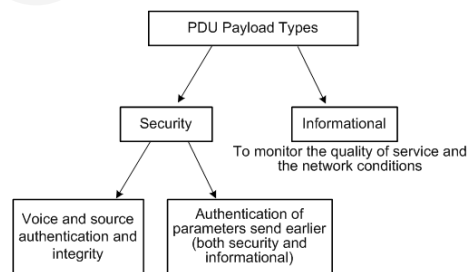 PDU Payload Types
Security
Informational
To monitor the quality of service and
the network conditions
Voice and source
authentication and
integrity
Authentication of
parameters send earlier
(both security and
informational)